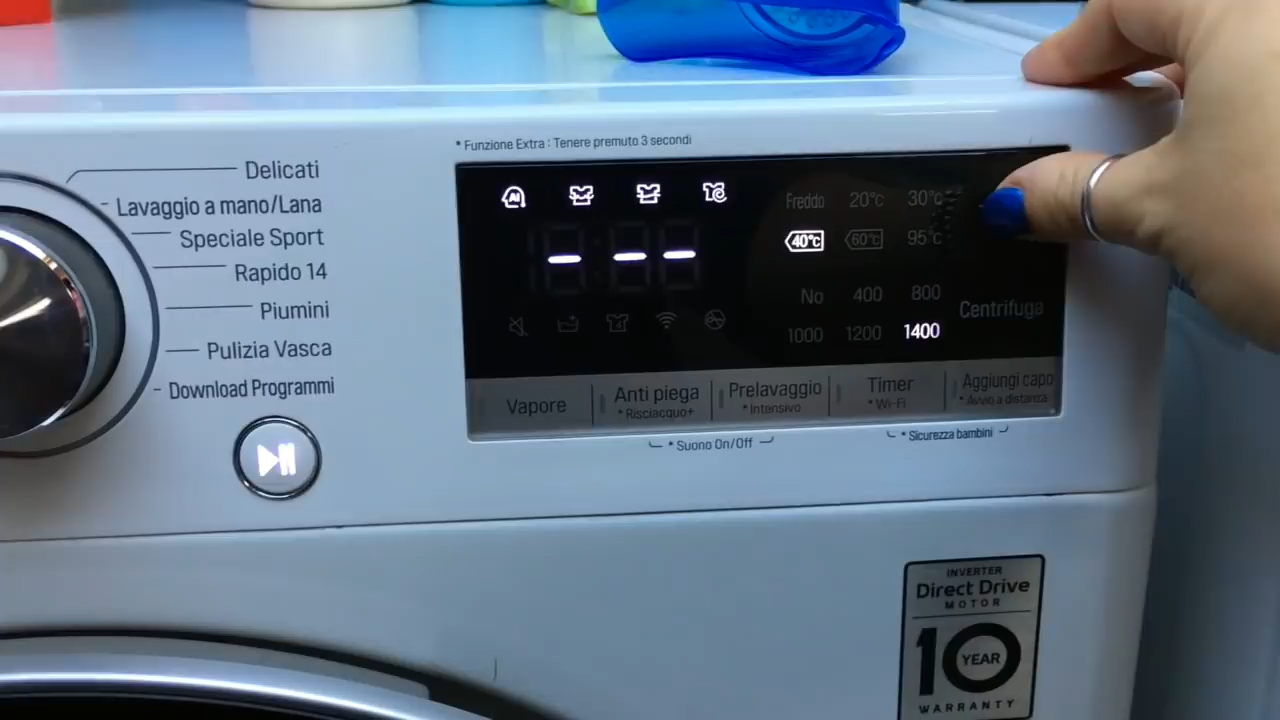 * Funzione Extra : Tenere premuto 3 secondi
Delicati
Lavaggio a mano/Lana
Speciale Sport
Rapido 14
Piumini
Pulizia Vasca
Download Programmi
AI
Freddo 20°c 30°c
40°c 60°c 95°c
No 400 800
1000 1200 1400
Centrifuga
Vapore
Anti piega
* Risciacquo+
Prelavaggio
* Intensivo
Timer
* Wi-Fi
Aggiungi capo
* Avvio a distanza
* Suono On/Off
* Sicurezza bambini
INVERTER
Direct Drive
MOTOR
10
YEAR
WARRANTY